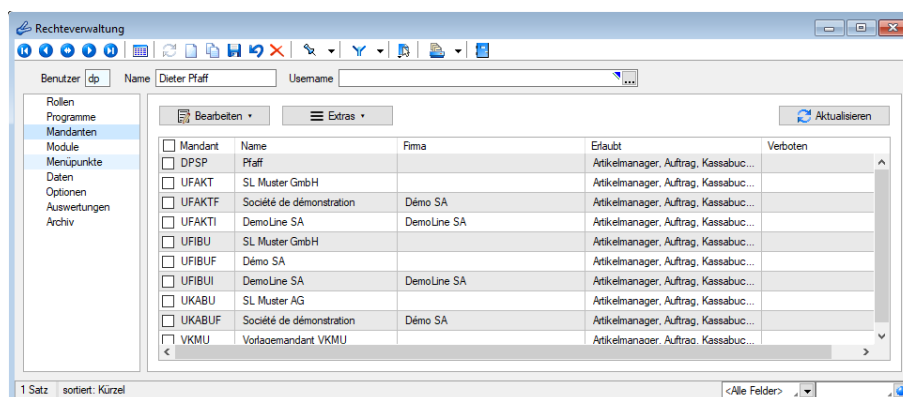 Rechteverwaltung
Benutzer dp Name Dieter Pfaff Username ...
Rollen
Programme
Mandanten
Module
Menüpunkte
Daten
Optionen
Auswertungen
Archiv
Bearbeiten Extras Aktualisieren
Mandant Name Firma Erlaubt Verboten
DPSP Pfaff Artikelmanager, Auftrag, Kassabuc...
UFAKT SL Muster GmbH Artikelmanager, Auftrag, Kassabuc...
UFAKTF Société de démonstration Démo SA Artikelmanager, Auftrag, Kassabuc...
UFAKTI DemoLine SA DemoLine SA Artikelmanager, Auftrag, Kassabuc...
UFIBU SL Muster GmbH Artikelmanager, Auftrag, Kassabuc...
UFIBUF Démo SA Artikelmanager, Auftrag, Kassabuc...
UFIBUI DemoLine SA DemoLine SA Artikelmanager, Auftrag, Kassabuc...
UKABU SL Muster AG Artikelmanager, Auftrag, Kassabuc...
UKABUF Société de démonstration Démo SA Artikelmanager, Auftrag, Kassabuc...
VKMU Vorlagemandant VKMU Artikelmanager, Auftrag, Kassabuc...
1 Satz sortiert: Kürzel <Alle Felder>